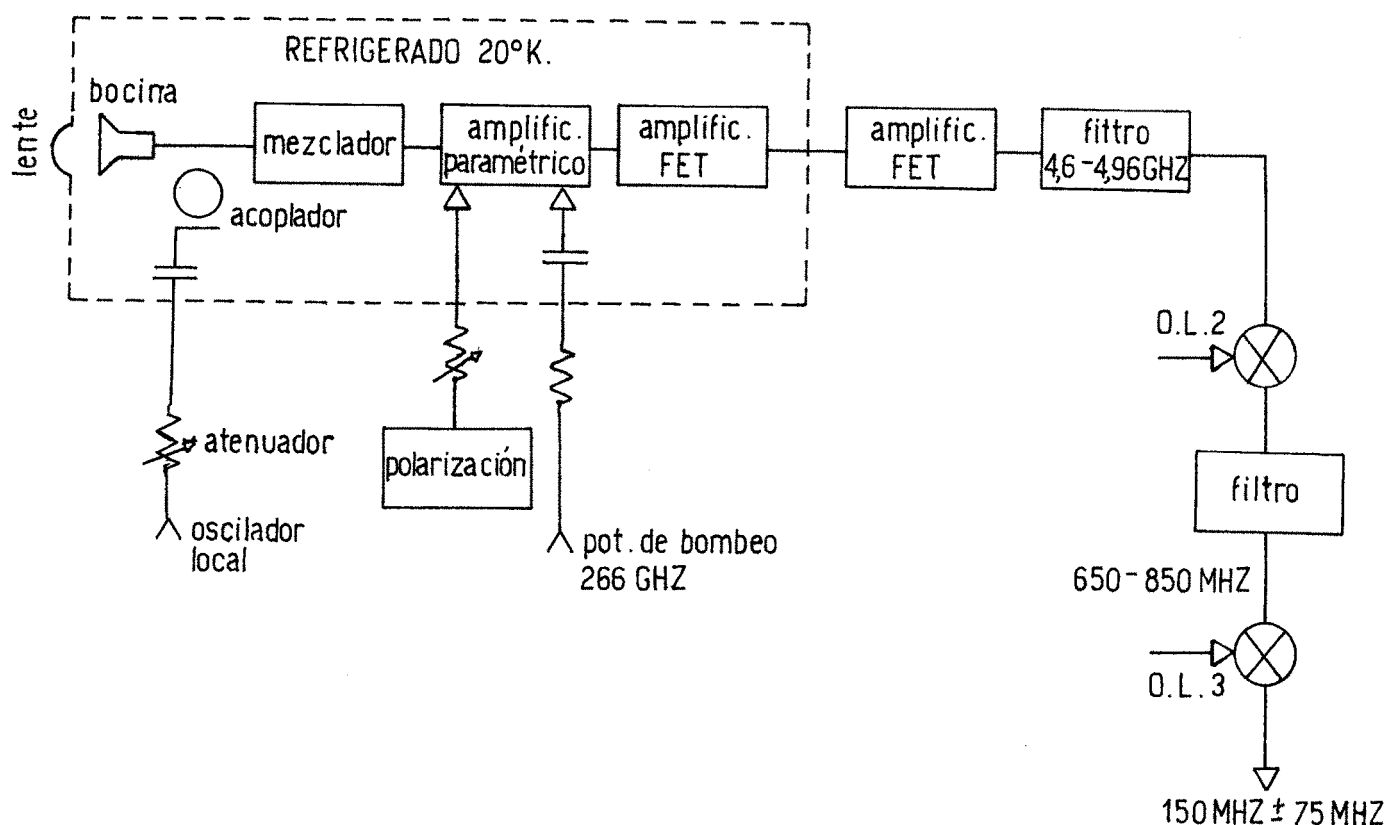 REFRIGERADO 20°K.
lente
bocina
mezclador
amplific.
paramétrico
amplific.
FET
amplific.
FET
fittro
4,6-4,96GHZ
acoplador
O.L.2
atenuador
polarización
filtro
oscilador
local
pot. de bombeo
266 GHZ
650-850 MHZ
O.L.3
150 MHZ ± 75 MHZ